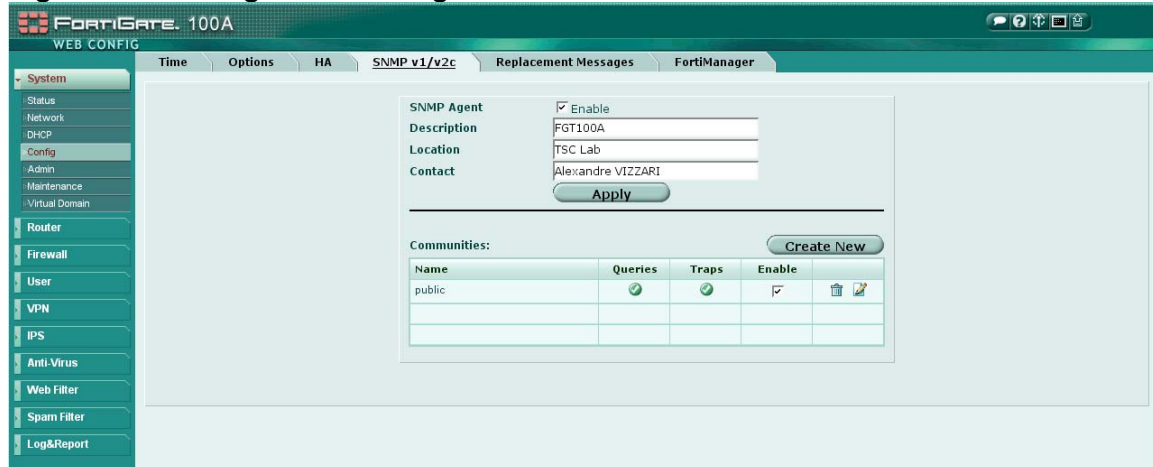 FORTIGATE. 100A
WEB CONFIG
Time Options HA SNMP v1/v2c Replacement Messages FortiManager
System
Status
Network
DHCP
Config
Admin
Maintenance
Virtual Domain
Router
Firewall
User
VPN
IPS
Anti-Virus
Web Filter
Spam Filter
Log&Report
SNMP Agent Enable
Description FGT100A
Location TSC Lab
Contact Alexandre VIZZARI
Apply
Communities: Create New
Name Queries Traps Enable
public